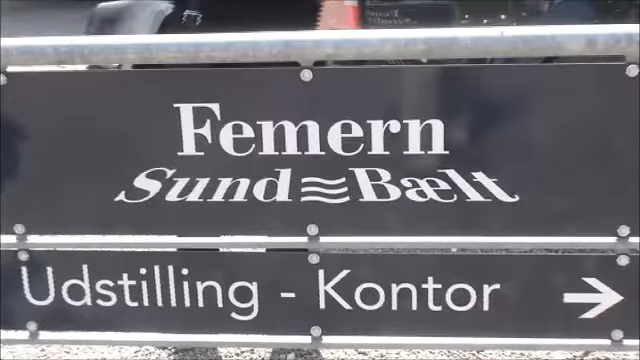 Femern
Sund≋Bælt
Udstilling - Kontor →